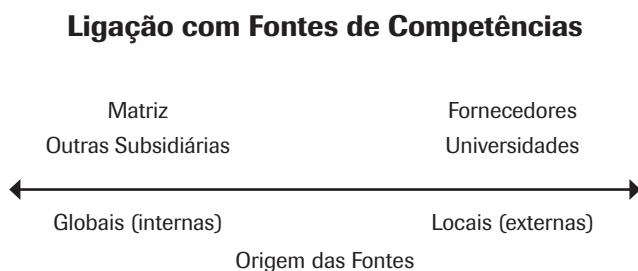 Ligação com Fontes de Competências
Matriz
Fornecedores
Outras Subsidiárias
Universidades
Globais (internas)
Locais (externas)
Origem das Fontes